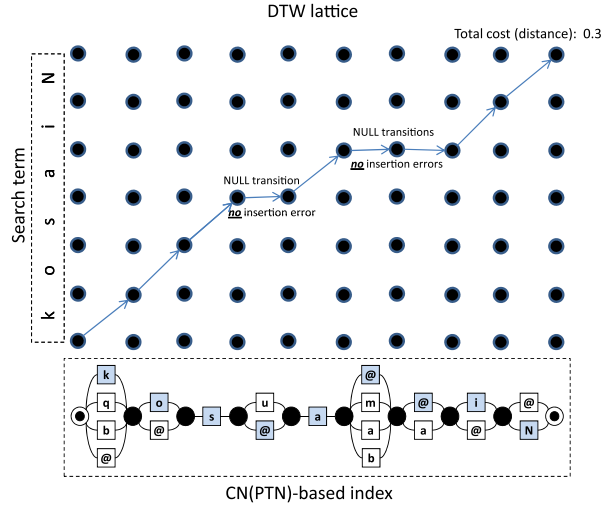 DTW lattice
Total cost (distance): 0.3
NULL transitions
no insertion errors
NULL transition
no insertion error
Search term
k o s a i N
k
@
q
o
u
m
@
i
@
b
@
s
@
a
a
a
@
N
@
b
CN(PTN)-based index